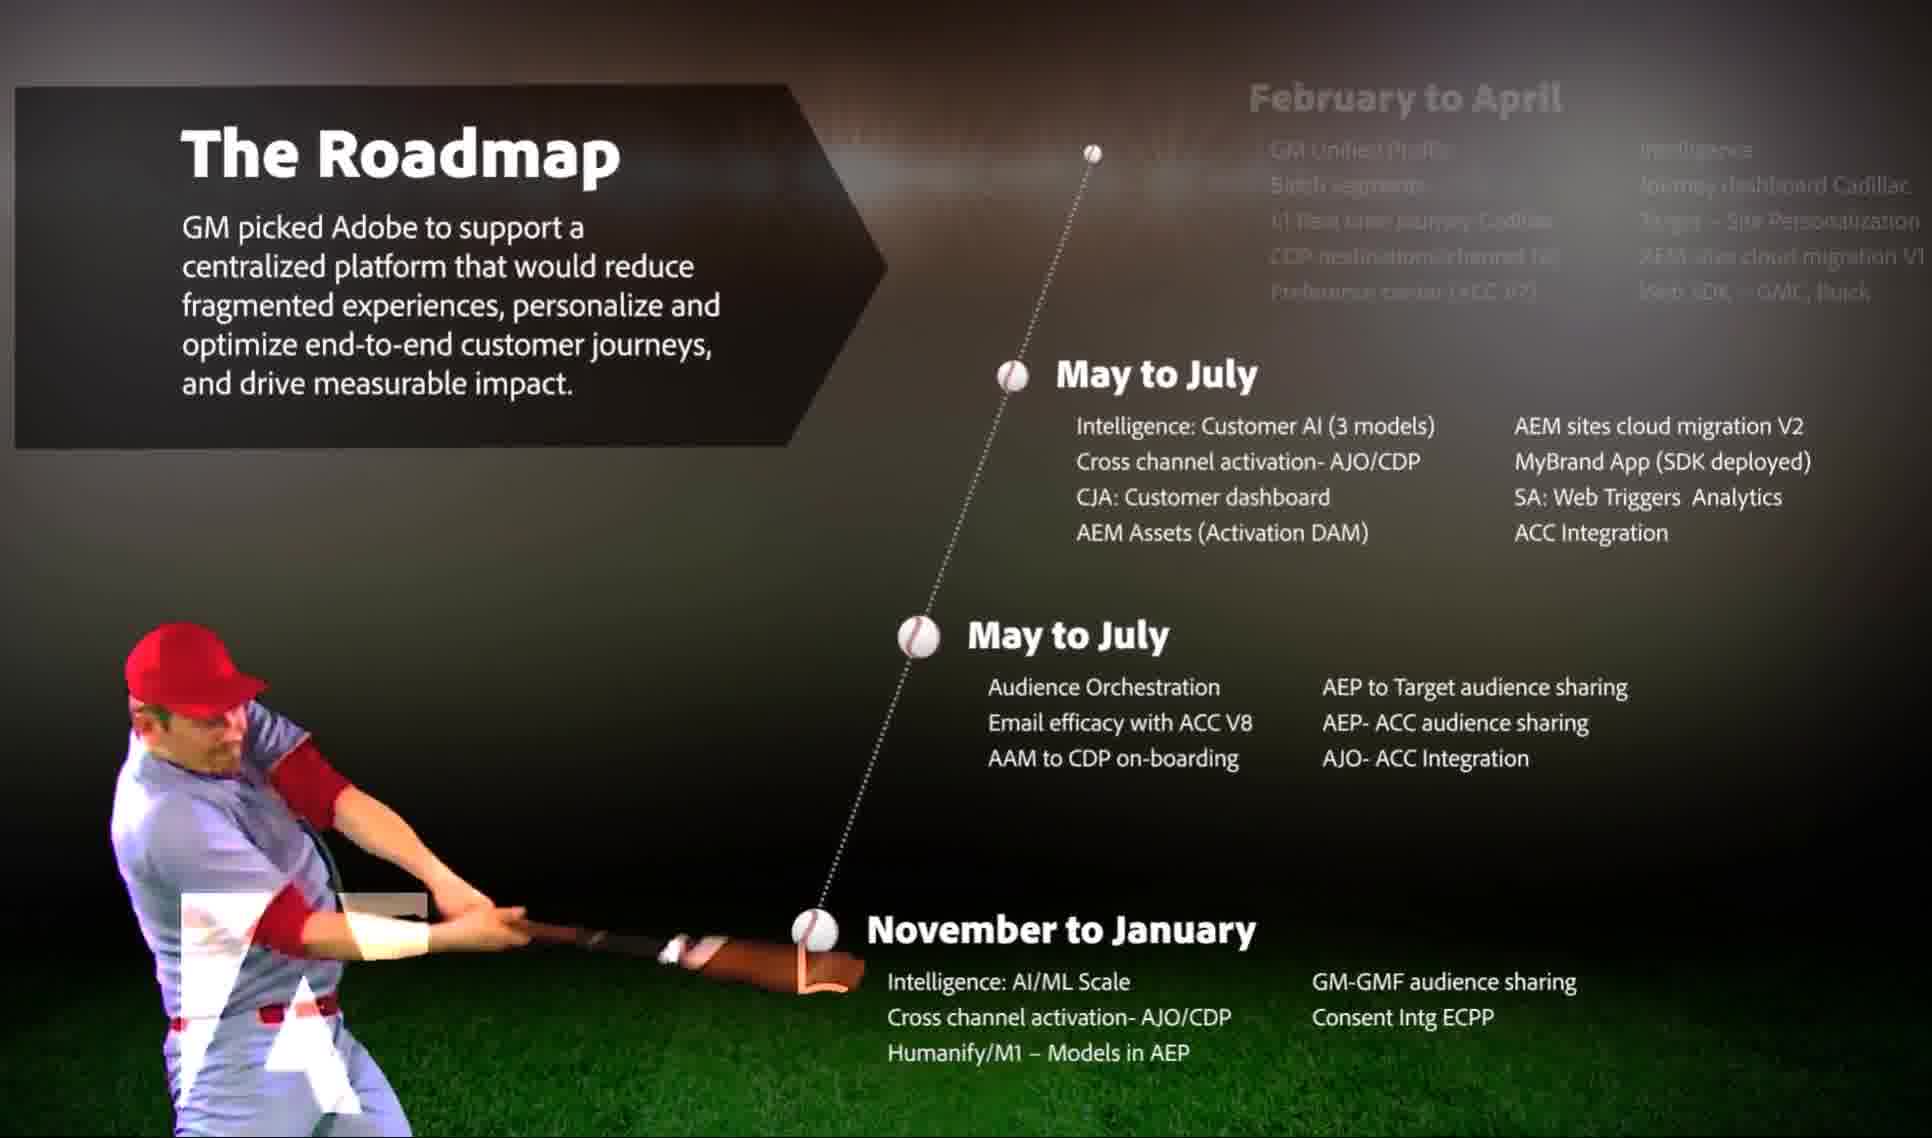 The Roadmap
GM picked Adobe to support a
centralized platform that would reduce
fragmented experiences, personalize and
optimize end-to-end customer journeys,
and drive measurable impact.
February to April
GM Unified Profile
Batch segments
Preference center (ACC V7)
Intelligence
Journey dashboard Cadillac
Target – Site Personalization
AEM sites cloud migration V1
Web SDK – GMC, Buick
May to July
Intelligence: Customer AI (3 models)
Cross channel activation- AJO/CDP
CJA: Customer dashboard
AEM Assets (Activation DAM)
AEM sites cloud migration V2
MyBrand App (SDK deployed)
SA: Web Triggers  Analytics
ACC Integration
May to July
Audience Orchestration
Email efficacy with ACC V8
AAM to CDP on-boarding
AEP to Target audience sharing
AEP- ACC audience sharing
AJO- ACC Integration
November to January
Intelligence: AI/ML Scale
Cross channel activation- AJO/CDP
Humanify/M1 – Models in AEP
GM-GMF audience sharing
Consent Intg ECPP